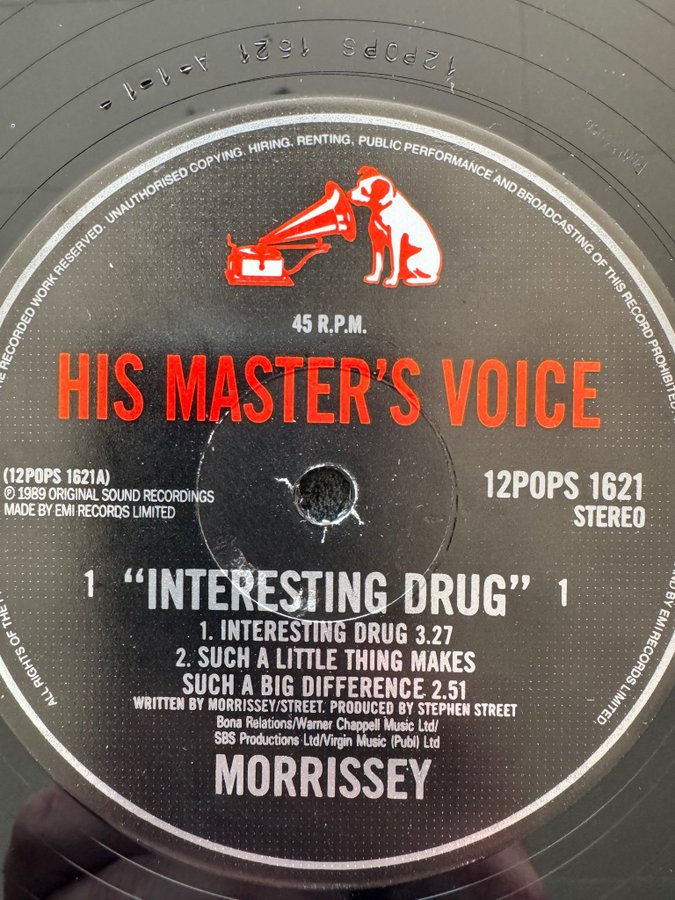 12POPS 1621 A-1-1-
UNAUTHORISED COPYING, HIRING, RENTING, PUBLIC PERFORMANCE AND BROADCASTING OF THIS RECORD PROHIBITED.
45 R.P.M.
HIS MASTER'S VOICE
(12POPS 1621A)
℗ 1989 ORIGINAL SOUND RECORDINGS
MADE BY EMI RECORDS LIMITED
12POPS 1621
STEREO
1 "INTERESTING DRUG" 1
1. INTERESTING DRUG 3.27
2. SUCH A LITTLE THING MAKES
SUCH A BIG DIFFERENCE 2.51
WRITTEN BY MORRISSEY/STREET. PRODUCED BY STEPHEN STREET
Bona Relations/Warner Chappell Music Ltd/
SBS Productions Ltd/Virgin Music (Publ) Ltd
MORRISSEY
ALL RIGHTS OF THE
RECORDED WORK RESERVED.
BY EMI RECORDS LIMITED